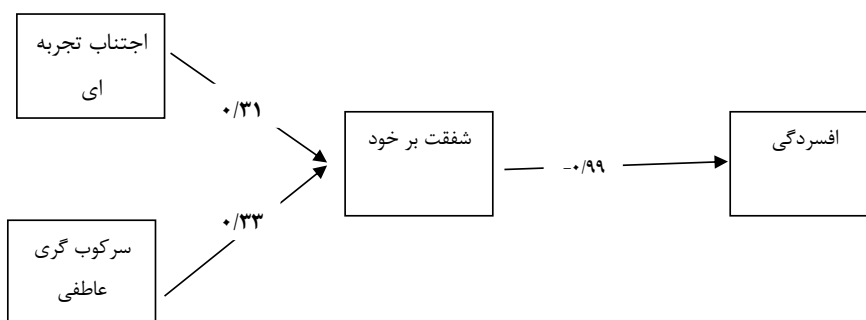 اجتناب تجربه
ای
۰/۳۱
شفقت بر خود
افسردگی
-۰/۹۹
۰/۳۳
سرکوب گری
عاطفی